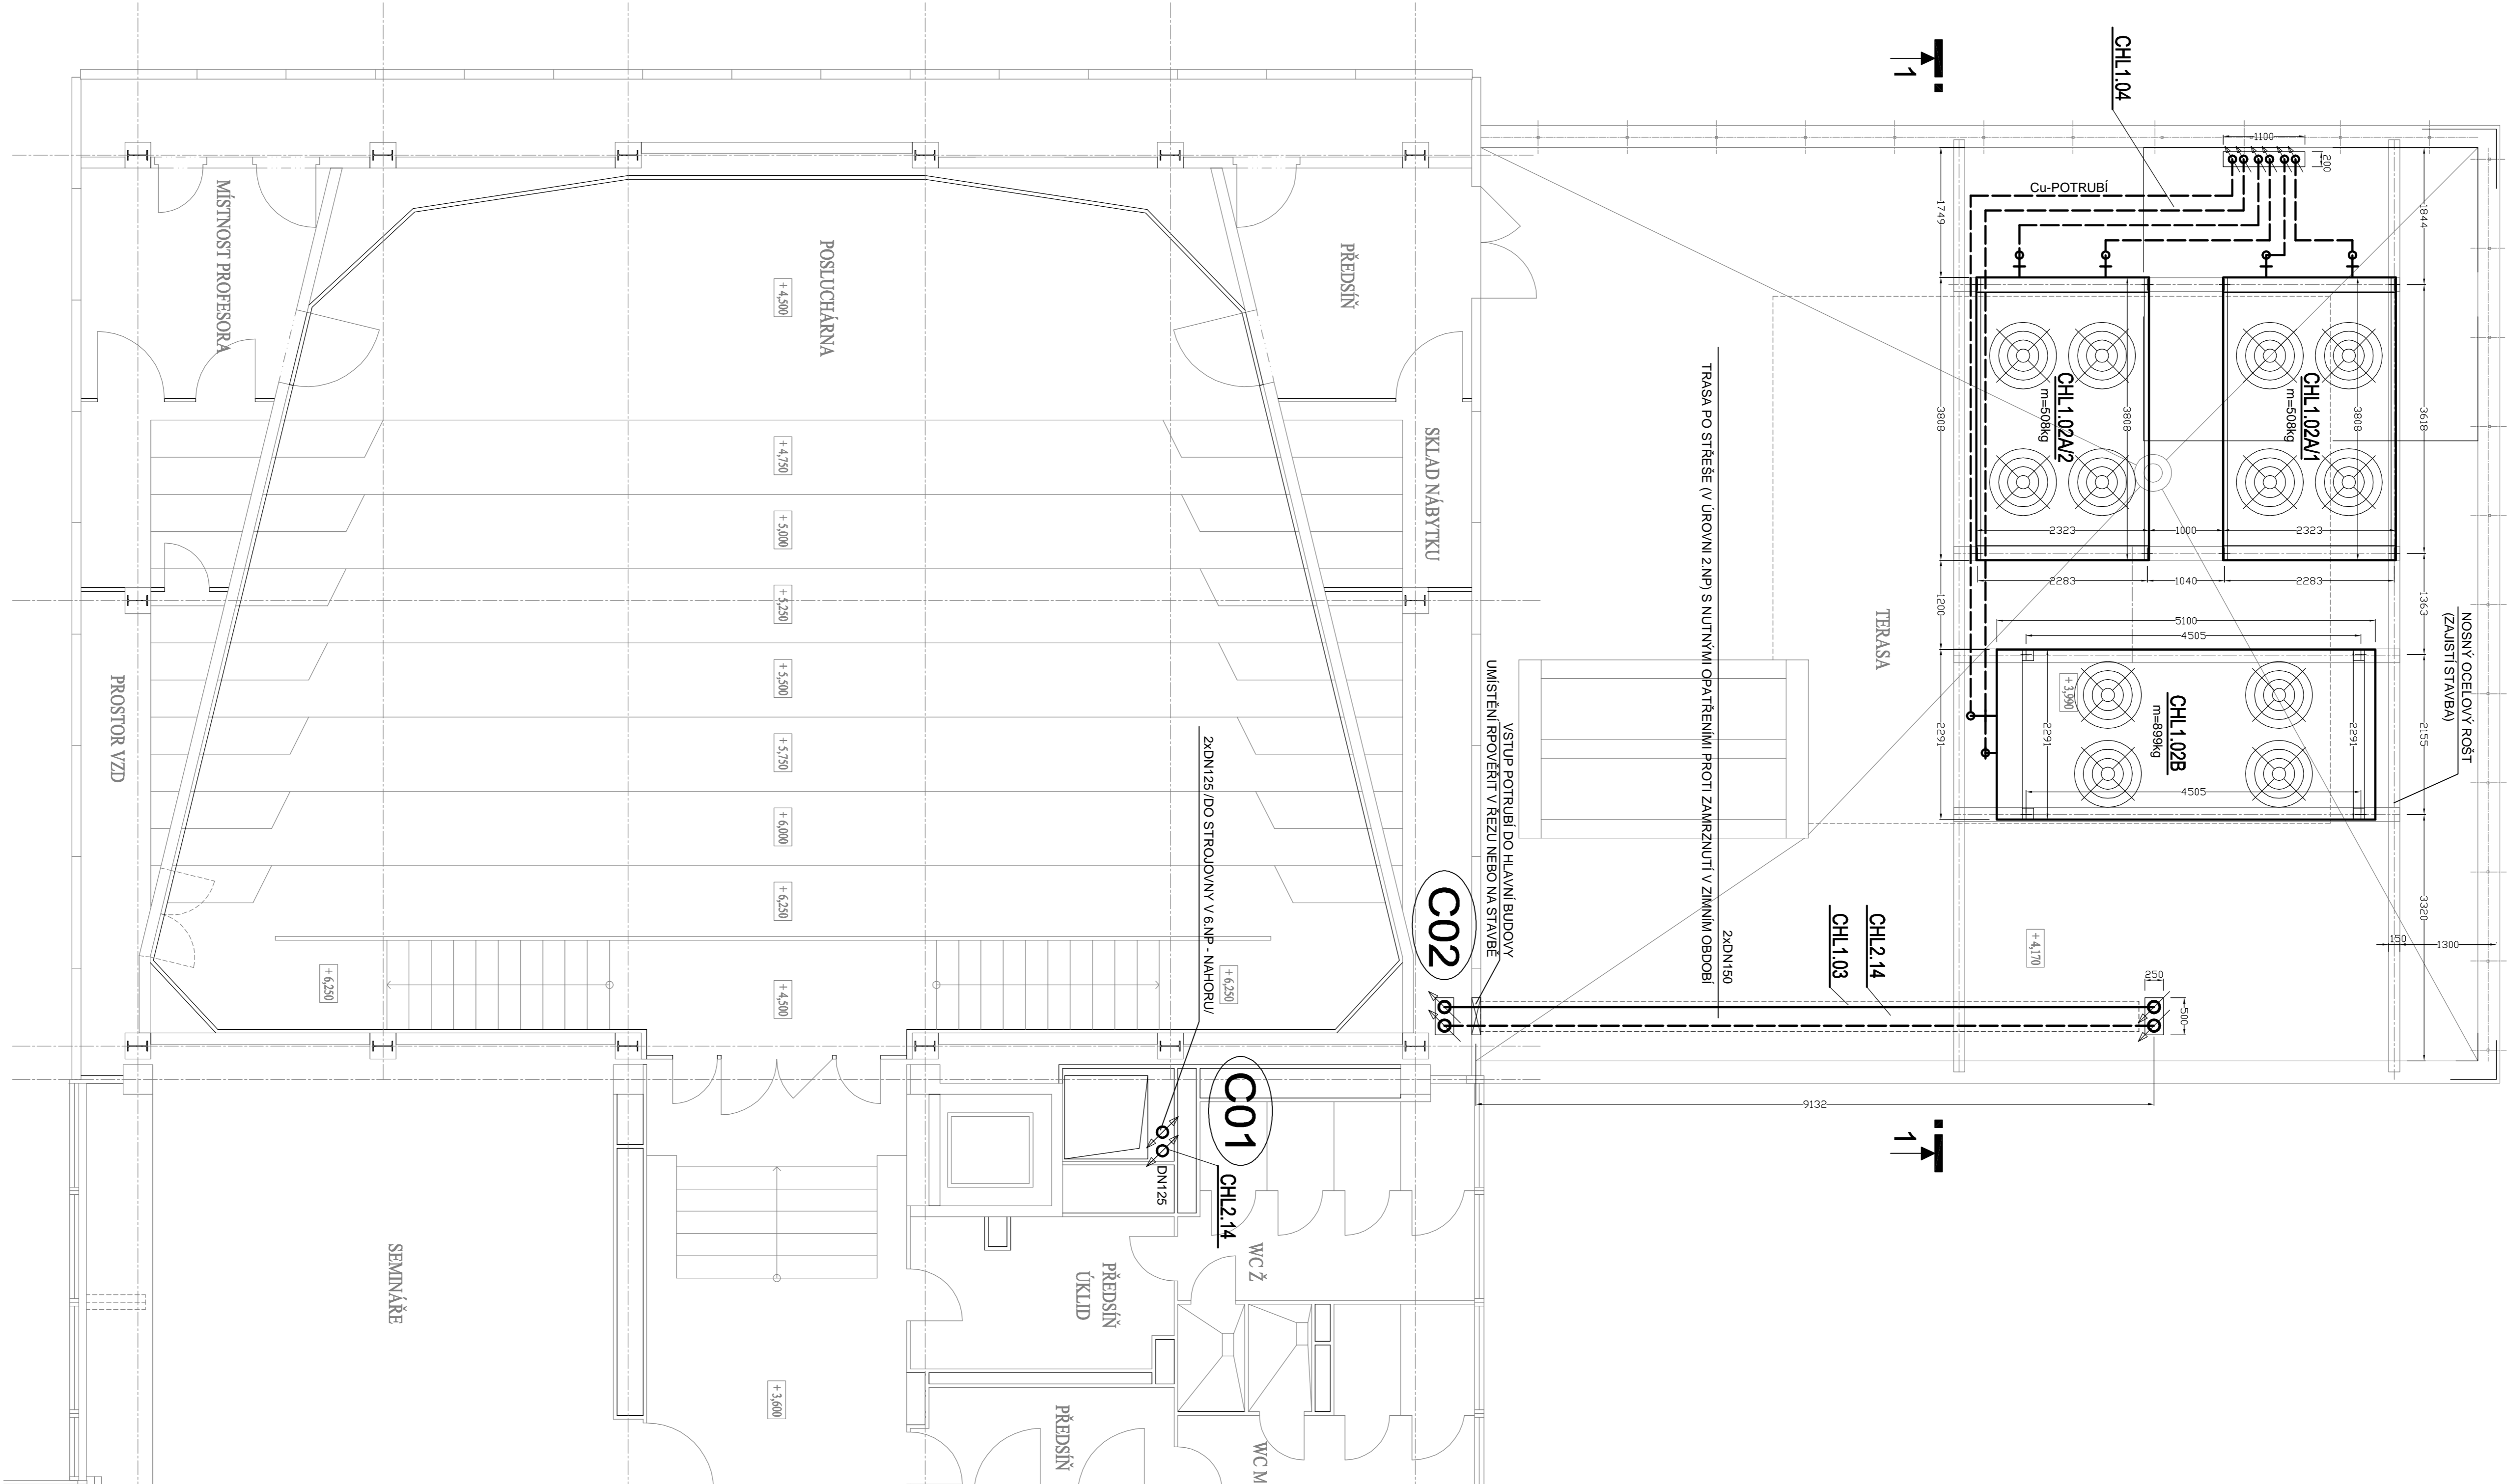 1
CHL1.04
1100
200
Cu-POTRUBÍ
1749
1844
MÍSTNOST PROFESORA
POSLUCHÁRNA
PŘEDSÍŇ
+ 4,500
CHL1.02A/2
m=508kg
CHL1.02A/1
m=508kg
3808
3808
3808
3618
SKLAD NÁBYTKU
+ 4,750
+ 5,000
TRASA PO STŘEŠE (V ÚROVNI 2.NP) S NUTNÝMI OPATŘENÍMI PROTI ZAMRZNUTÍ V ZIMNÍM OBDOBÍ
2xDN150
2323
1000
2323
2283
1040
2283
1200
1363
+ 5,250
TERASA
NOSNÝ OCELOVÝ ROŠT
(ZAJISTÍ STAVBA)
5100
4505
+ 5,500
PROSTOR VZD
+ 3,990
CHL1.02B
m=899kg
2291
2291
2291
2155
4505
+ 5,750
VSTUP POTRUBÍ DO HLAVNÍ BUDOVY
UMÍSTĚNÍ RPOVĚŘIT V ŘEZU NEBO NA STAVBĚ
2xDN125 /DO STROJOVNY V 6.NP - NAHORU/
+ 6,000
+ 6,250
C02
CHL1.03
CHL2.14
+ 4,170
3320
150
1300
250
500
+ 6,250
+ 4,500
+ 6,250
9132
C01
DN125
CHL2.14
1
SEMINÁŘE
PŘEDSÍŇ
ÚKLID
WC Ž
+ 3,600
PŘEDSÍŇ
WC M